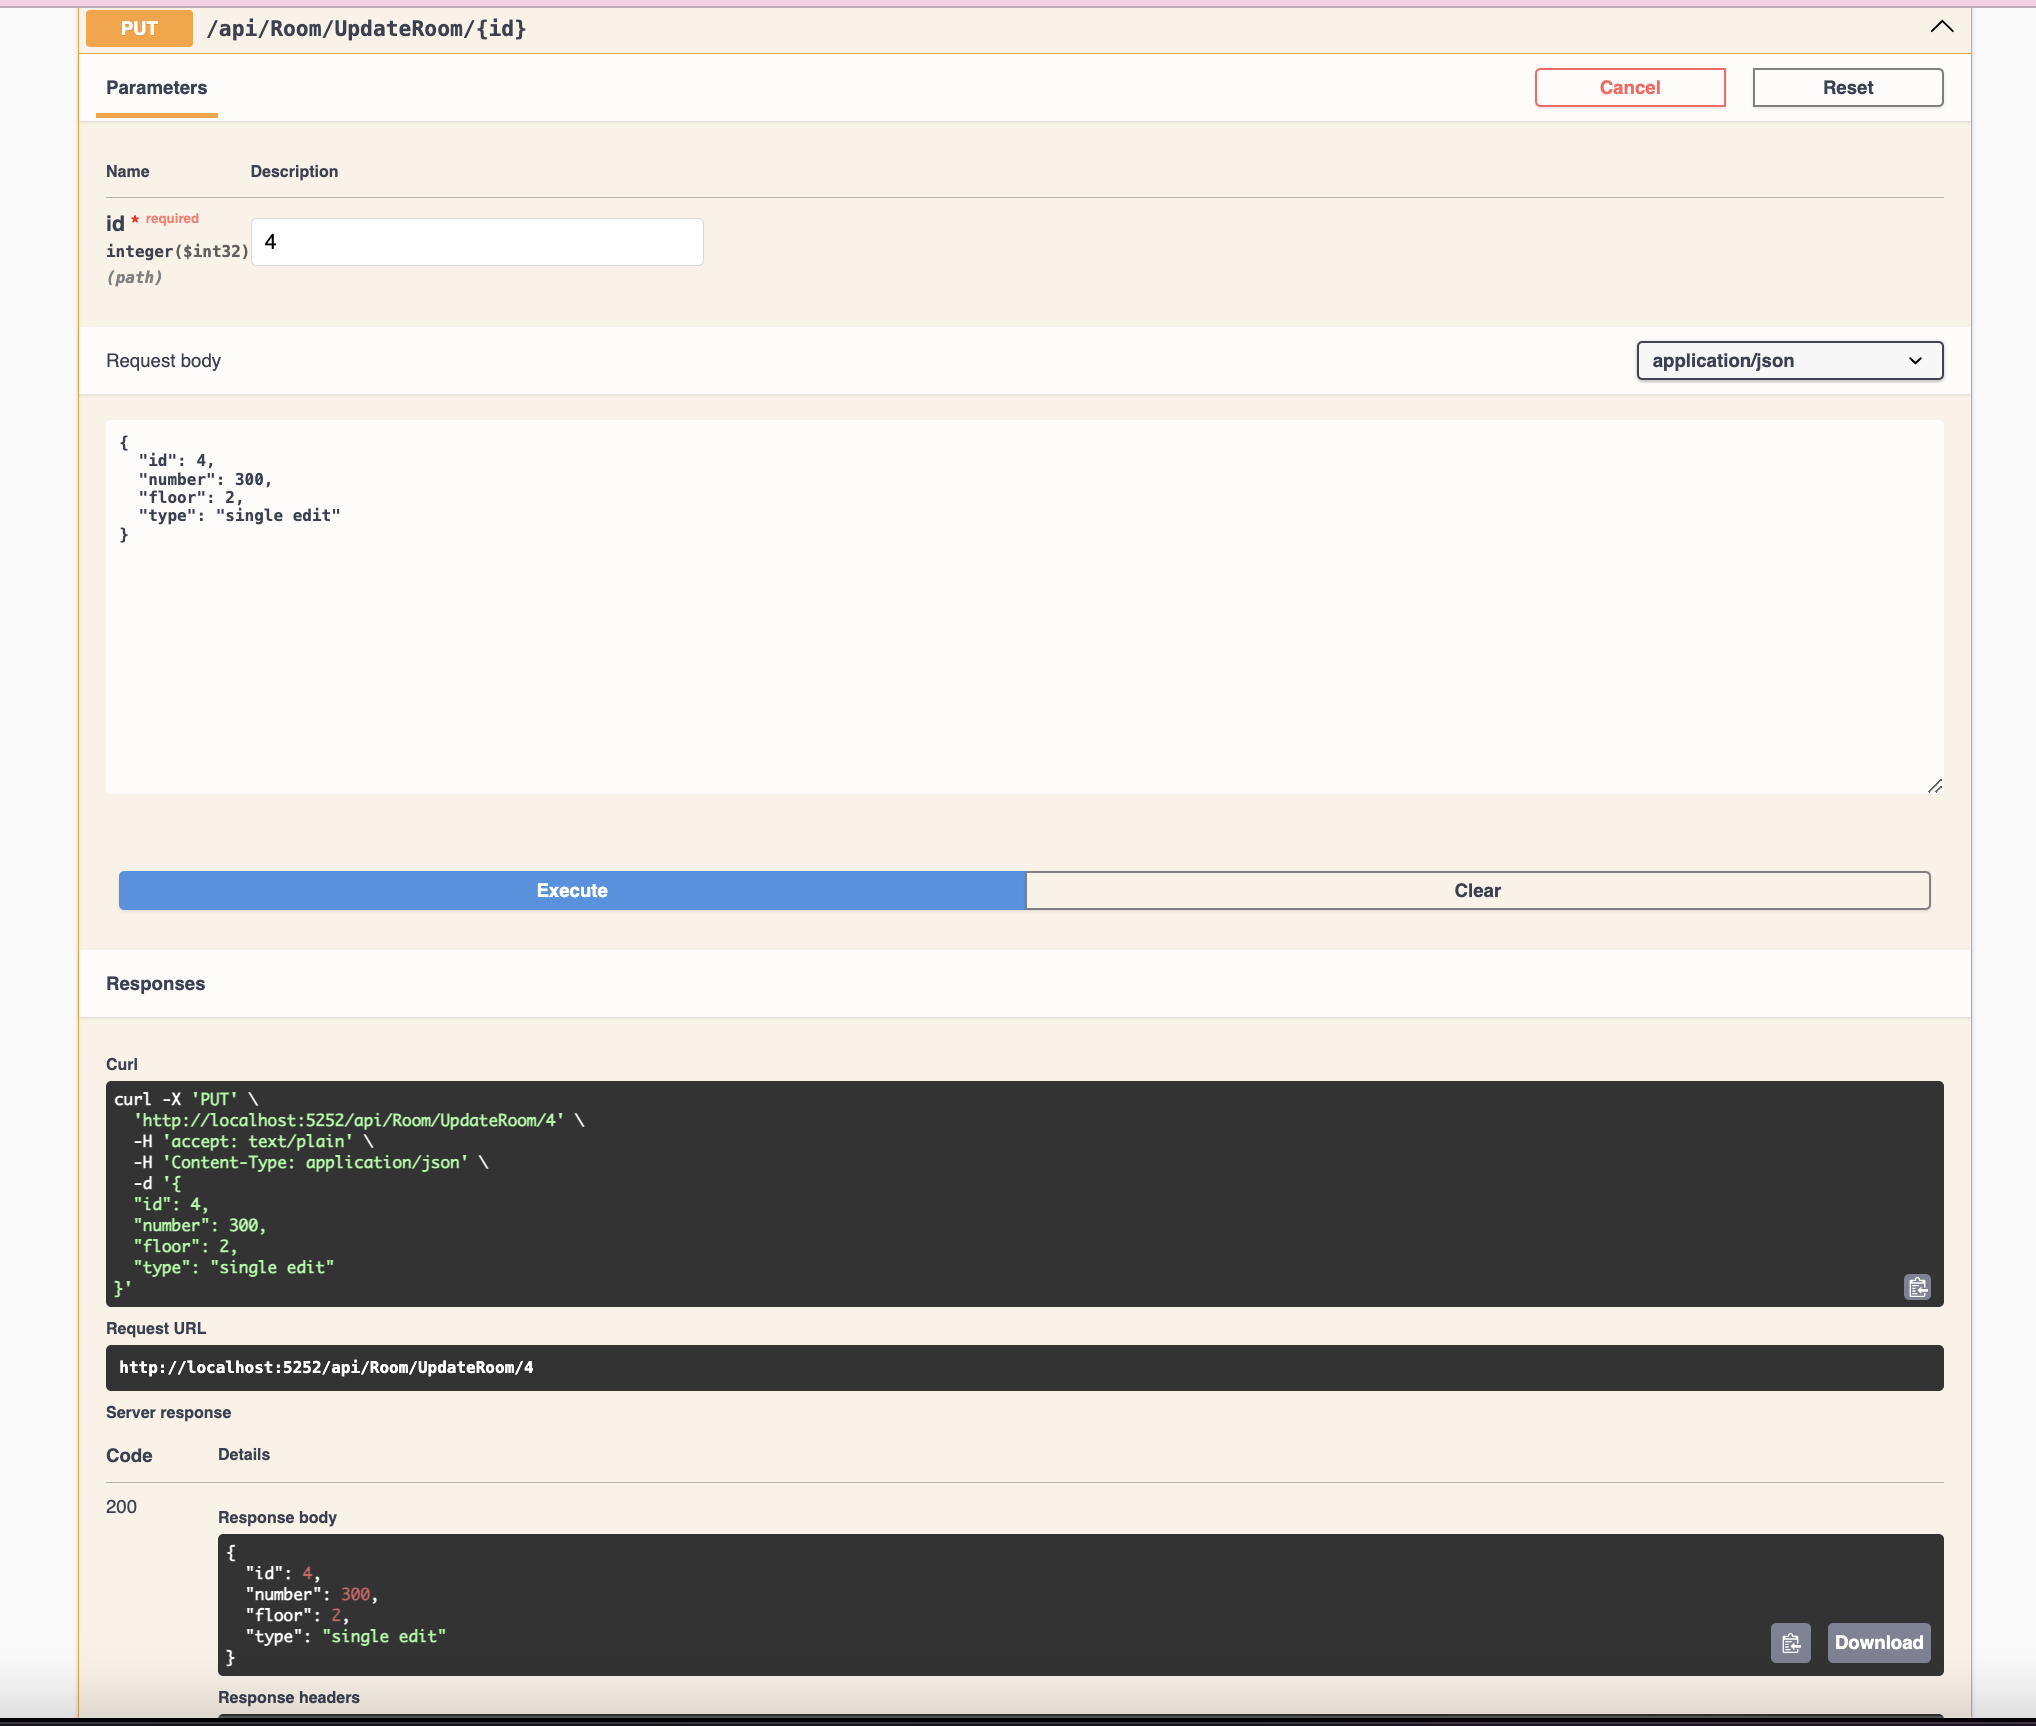 PUT /api/Room/UpdateRoom/{id}
Parameters
Cancel
Reset
Name Description
id * required
integer($int32)
(path)
4
Request body
application/json
{
  "id": 4,
  "number": 300,
  "floor": 2,
  "type": "single edit"
}
Execute
Clear
Responses
Curl
curl -X 'PUT' \
  'http://localhost:5252/api/Room/UpdateRoom/4' \
  -H 'accept: text/plain' \
  -H 'Content-Type: application/json' \
  -d '{
  "id": 4,
  "number": 300,
  "floor": 2,
  "type": "single edit"
}'
Request URL
http://localhost:5252/api/Room/UpdateRoom/4
Server response
Code Details
200
Response body
{
  "id": 4,
  "number": 300,
  "floor": 2,
  "type": "single edit"
}
Download
Response headers